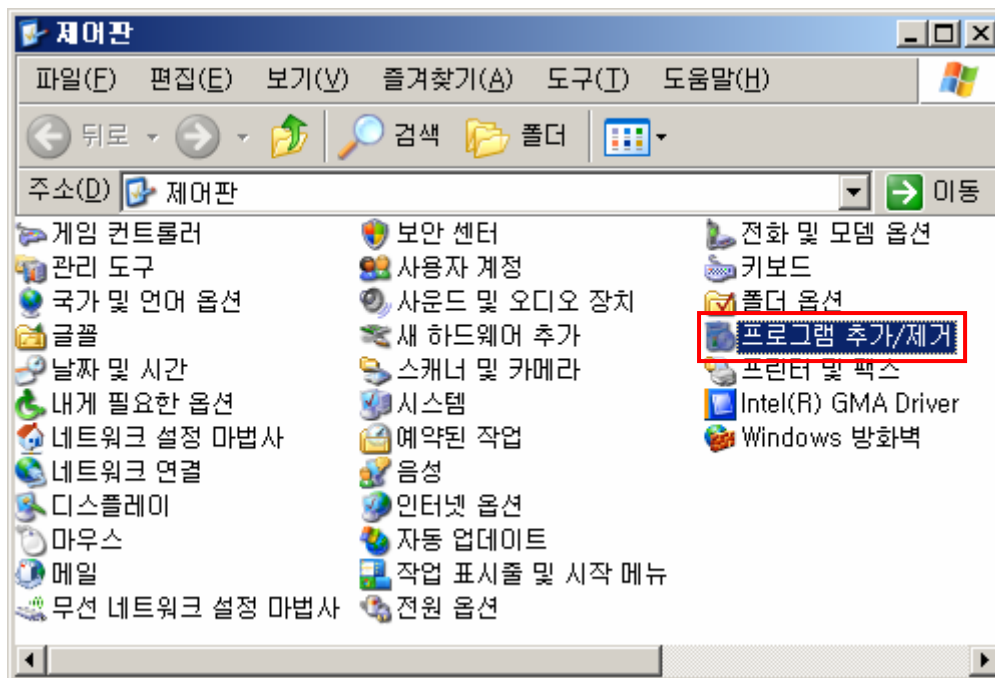 제어판
파일(F) 편집(E) 보기(V) 즐겨찾기(A) 도구(T) 도움말(H)
뒤로 검색 폴더
주소(D) 제어판 이동
게임 컨트롤러 보안 센터 전화 및 모뎀 옵션
관리 도구 사용자 계정 키보드
국가 및 언어 옵션 사운드 및 오디오 장치 폴더 옵션
글꼴 새 하드웨어 추가 프로그램 추가/제거
날짜 및 시간 스캐너 및 카메라 프린터 및 팩스
내게 필요한 옵션 시스템 Intel(R) GMA Driver
네트워크 설정 마법사 예약된 작업 Windows 방화벽
네트워크 연결 음성
디스플레이 인터넷 옵션
마우스 자동 업데이트
메일 작업 표시줄 및 시작 메뉴
무선 네트워크 설정 마법사 전원 옵션